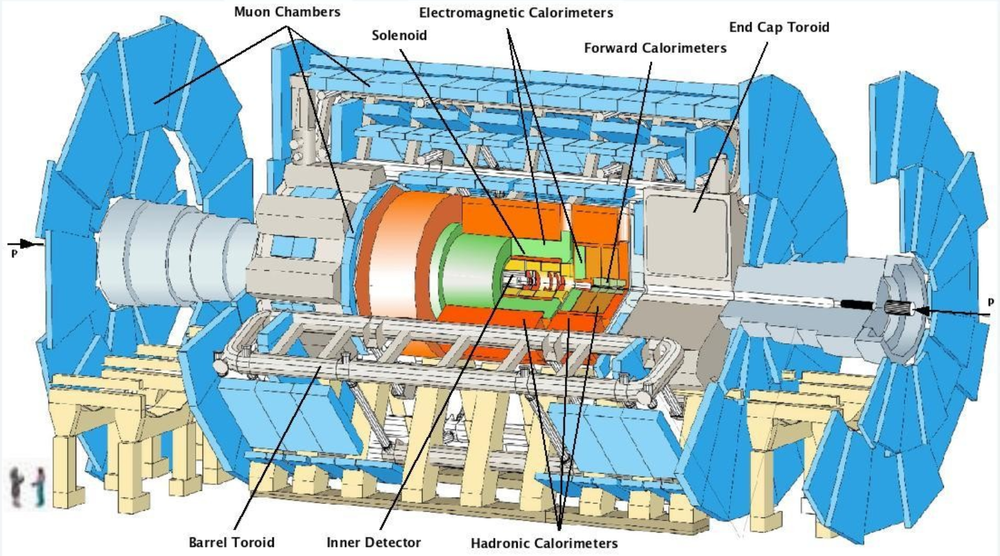 Muon Chambers
Electromagnetic Calorimeters
Solenoid
End Cap Toroid
Forward Calorimeters
P
P
Barrel Toroid
Inner Detector
Hadronic Calorimeters